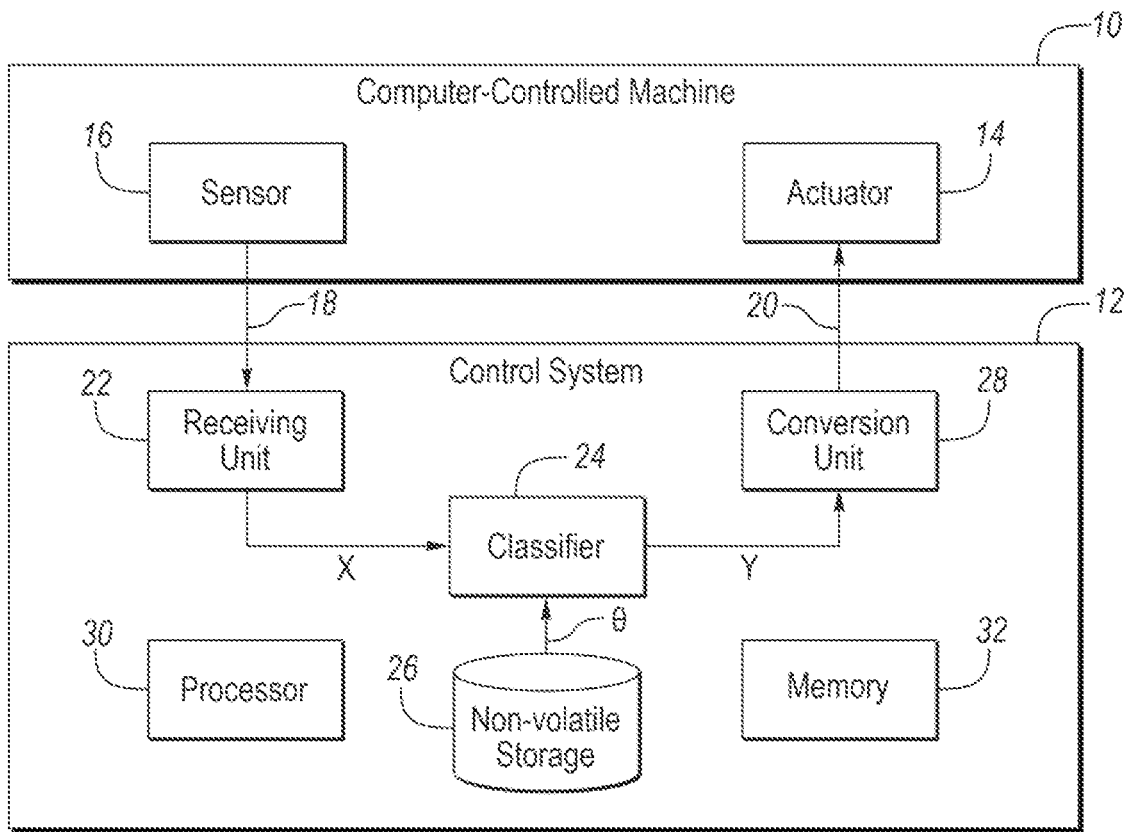 10
Computer-Controlled Machine
16
14
Sensor
Actuator
18
20
12
Control System
22
28
Receiving
Unit
Conversion
Unit
24
Classifier
X
Y
θ
30
32
26
Processor
Memory
Non-volatile
Storage